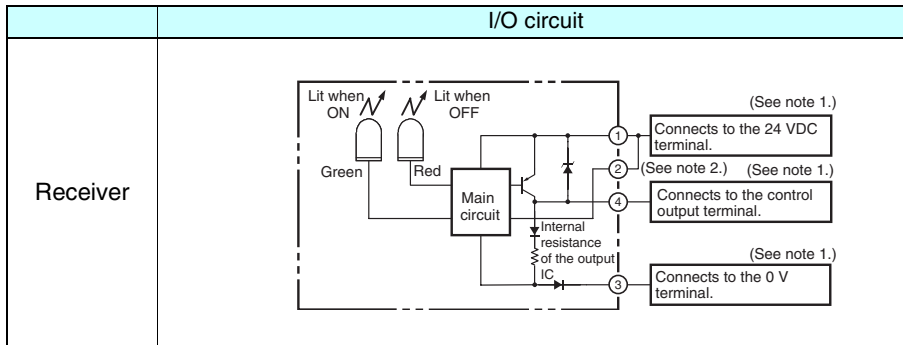 I/O circuit
Receiver
Lit when
ON
Lit when
OFF
Green
Red
Main
circuit
Internal
resistance
of the output
IC
1
2
4
3
(See note 1.)
Connects to the 24 VDC
terminal.
(See note 2.)
(See note 1.)
Connects to the control
output terminal.
(See note 1.)
Connects to the 0 V
terminal.